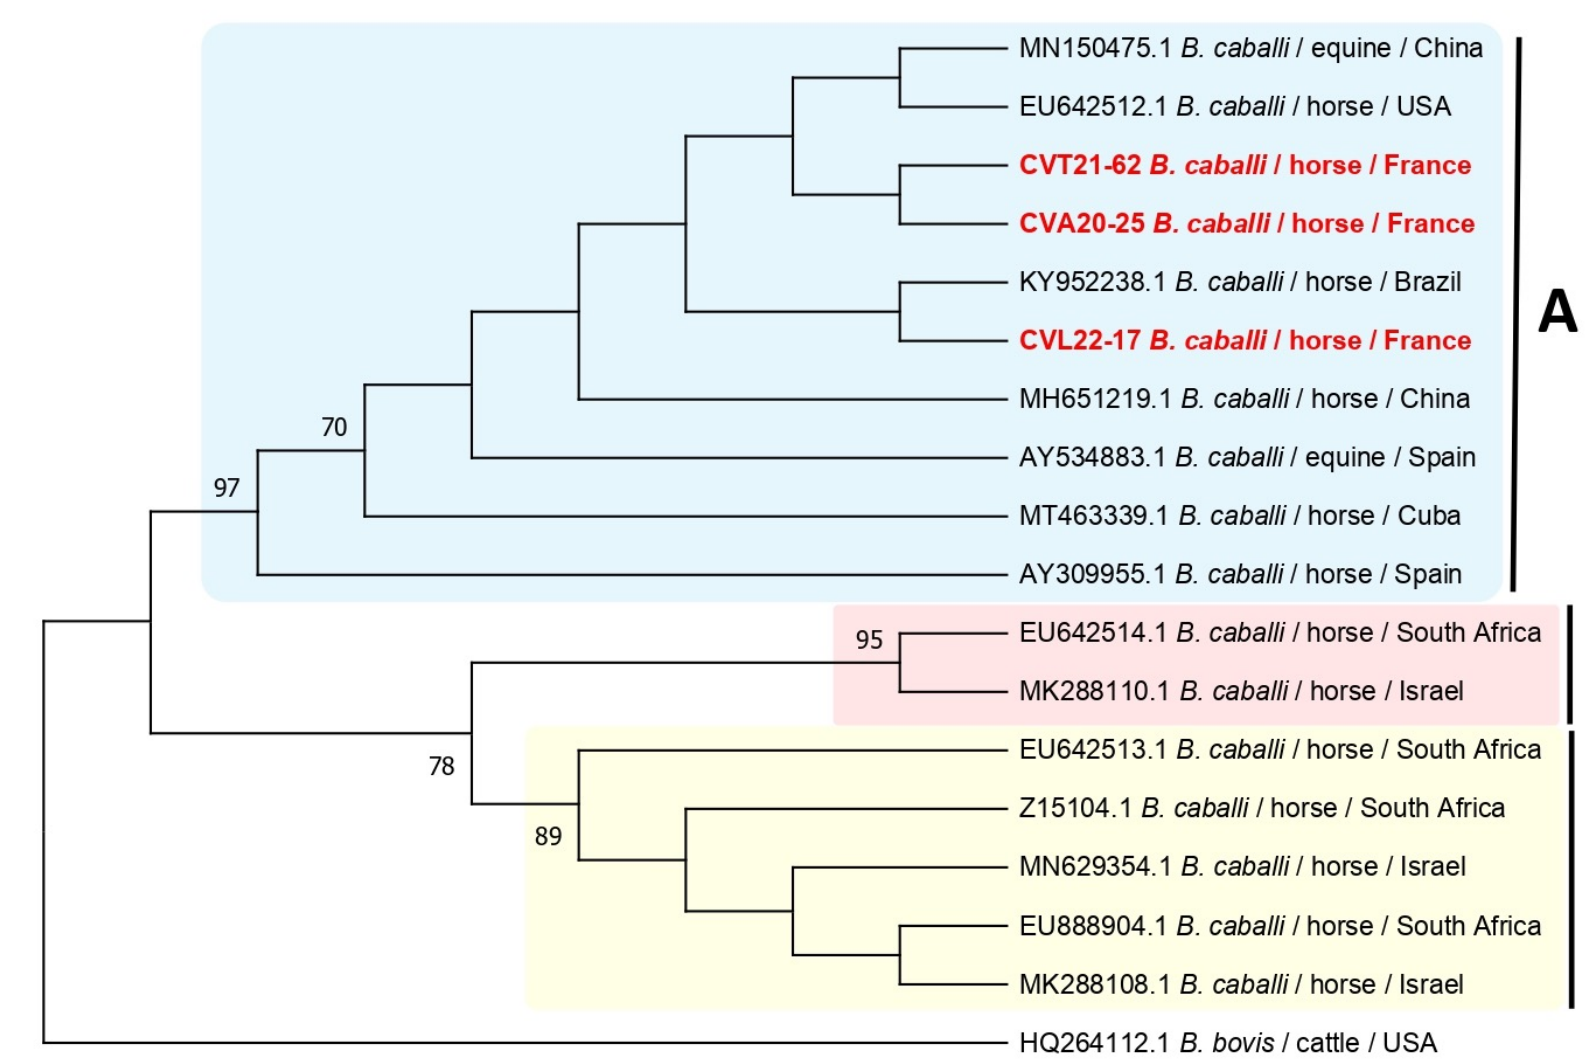 MN150475.1 B. caballi / equine / China
EU642512.1 B. caballi / horse / USA
CVT21-62 B. caballi / horse / France
CVA20-25 B. caballi / horse / France
KY952238.1 B. caballi / horse / Brazil
A
CVL22-17 B. caballi / horse / France
MH651219.1 B. caballi / horse / China
70
AY534883.1 B. caballi / equine / Spain
97
MT463339.1 B. caballi / horse / Cuba
AY309955.1 B. caballi / horse / Spain
95
EU642514.1 B. caballi / horse / South Africa
MK288110.1 B. caballi / horse / Israel
EU642513.1 B. caballi / horse / South Africa
78
Z15104.1 B. caballi / horse / South Africa
89
MN629354.1 B. caballi / horse / Israel
EU888904.1 B. caballi / horse / South Africa
MK288108.1 B. caballi / horse / Israel
HQ264112.1 B. bovis / cattle / USA